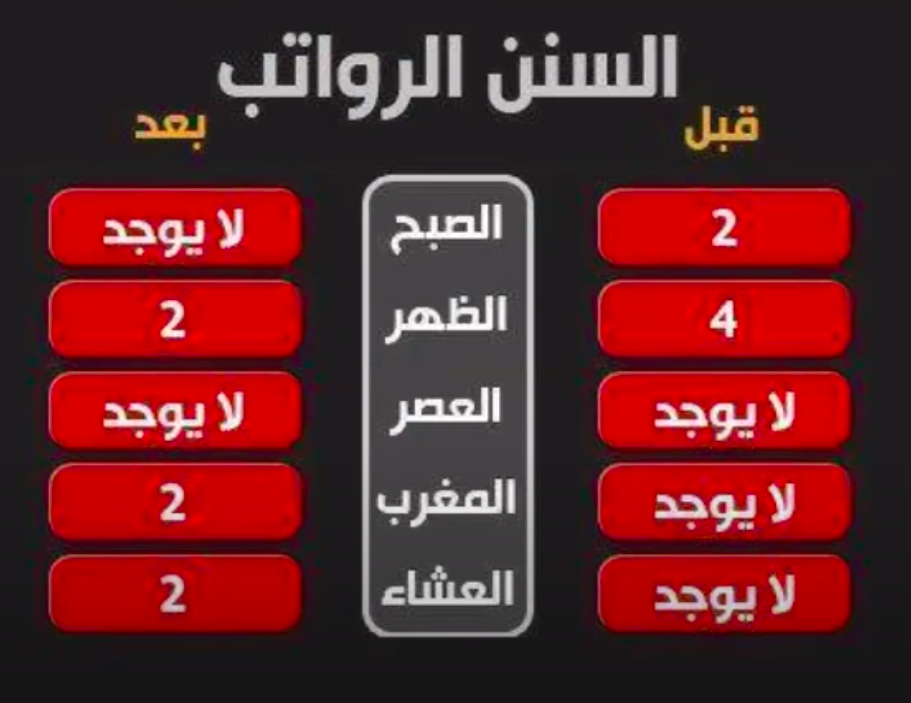 السنن الرواتب
قبل بعد
2 الصبح لا يوجد
4 الظهر 2
لا يوجد العصر لا يوجد
لا يوجد المغرب 2
لا يوجد العشاء 2